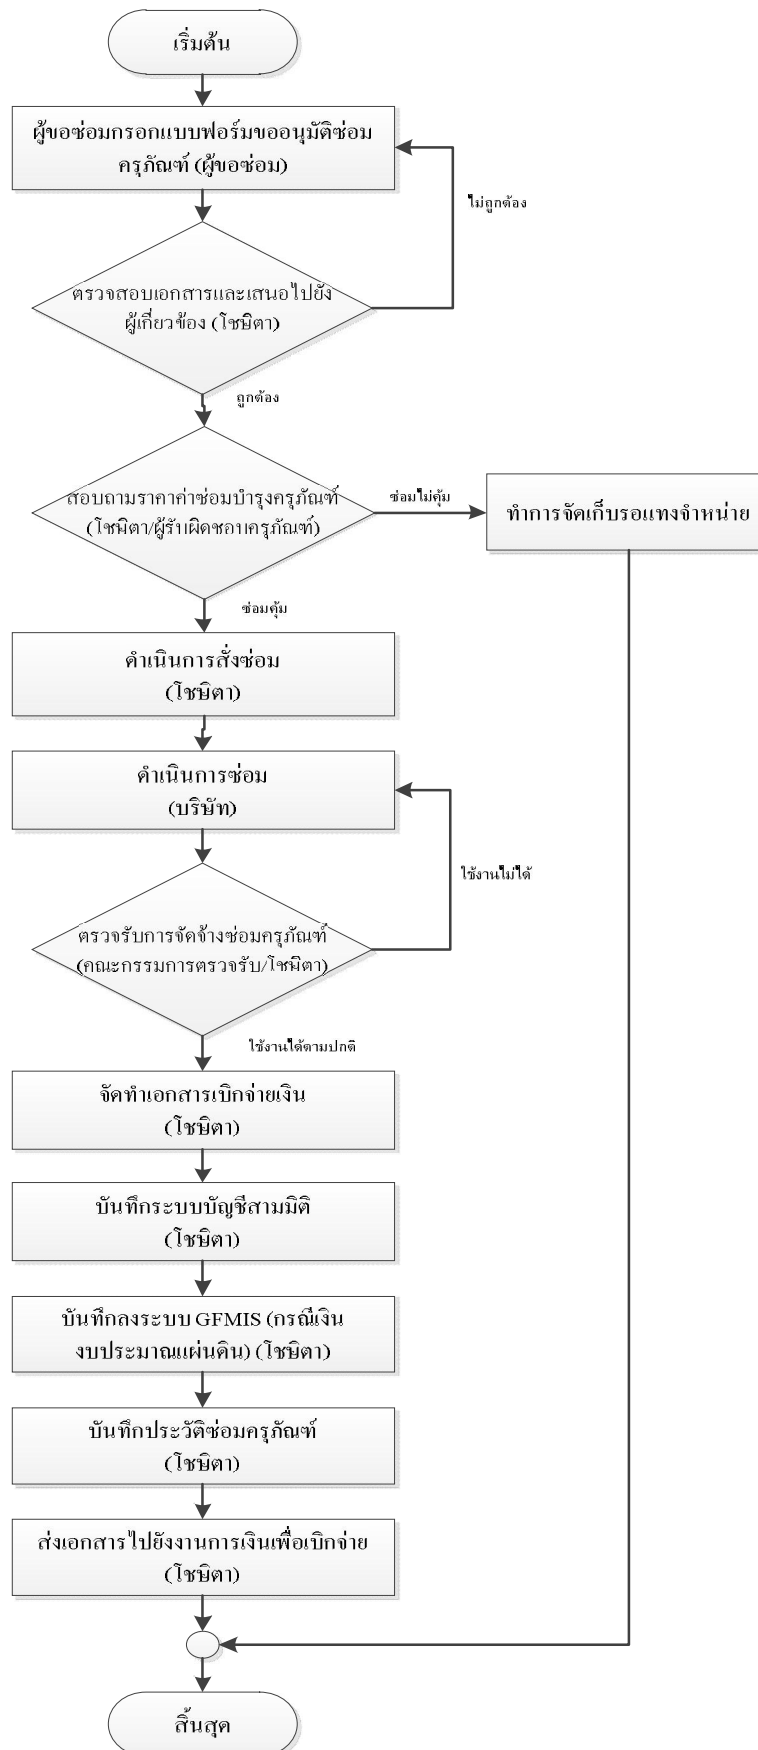 เริ่มต้น
ผู้ขอซ่อมกรอกแบบฟอร์มขออนุมัติซ่อม
ครุภัณฑ์ (ผู้ขอซ่อม)
ไม่ถูกต้อง
ตรวจสอบเอกสารและเสนอไปยัง
ผู้เกี่ยวข้อง (โชษิตา)
ถูกต้อง
สอบถามราคาค่าซ่อมบำรุงครุภัณฑ์
(โชษิตา/ผู้รับผิดชอบครุภัณฑ์)
ซ่อมไม่คุ้ม
ทำการจัดเก็บรอแทงจำหน่าย
ซ่อมคุ้ม
ดำเนินการสั่งซ่อม
(โชษิตา)
ดำเนินการซ่อม
(บริษัท)
ใช้งานไม่ได้
ตรวจรับการจัดจ้างซ่อมครุภัณฑ์
(คณะกรรมการตรวจรับ/โชษิตา)
ใช้งานได้ตามปกติ
จัดทำเอกสารเบิกจ่ายเงิน
(โชษิตา)
บันทึกระบบบัญชีสามมิติ
(โชษิตา)
บันทึกลงระบบ GFMIS (กรณีเงิน
งบประมาณแผ่นดิน) (โชษิตา)
บันทึกประวัติซ่อมครุภัณฑ์
(โชษิตา)
ส่งเอกสารไปยังงานการเงินเพื่อเบิกจ่าย
(โชษิตา)
สิ้นสุด